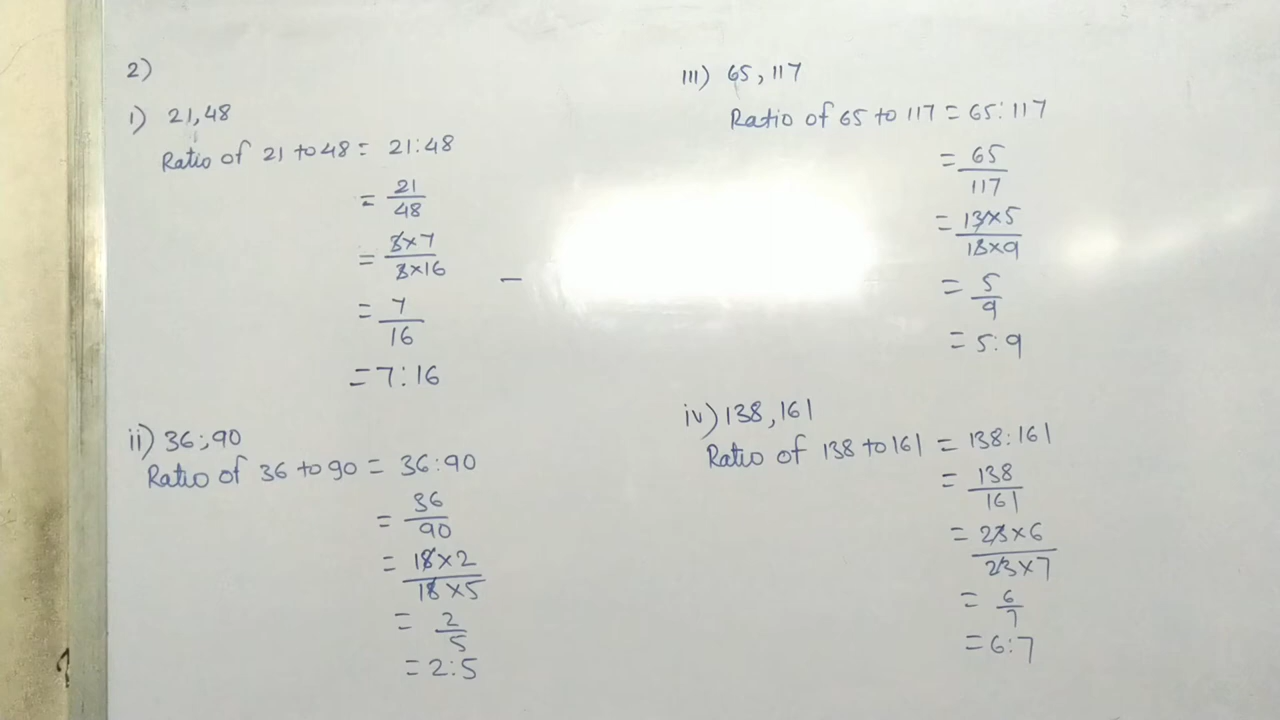 2)
i) 21,48
Ratio of 21 to 48 = 21:48
= 21/48
= 3×7/3×16
= 7/16
= 7:16
ii) 36:,90
Ratio of 36 to 90 = 36:90
= 36/90
= 18×2/18×5
= 2/5
= 2:5
III) 65, 117
Ratio of 65 to 117 = 65:117
= 65/117
= 13×5/13×9
= 5/9
= 5:9
iv) 138, 161
Ratio of 138 to 161 = 138:161
= 138/161
= 23×6/23×7
= 6/7
= 6:7